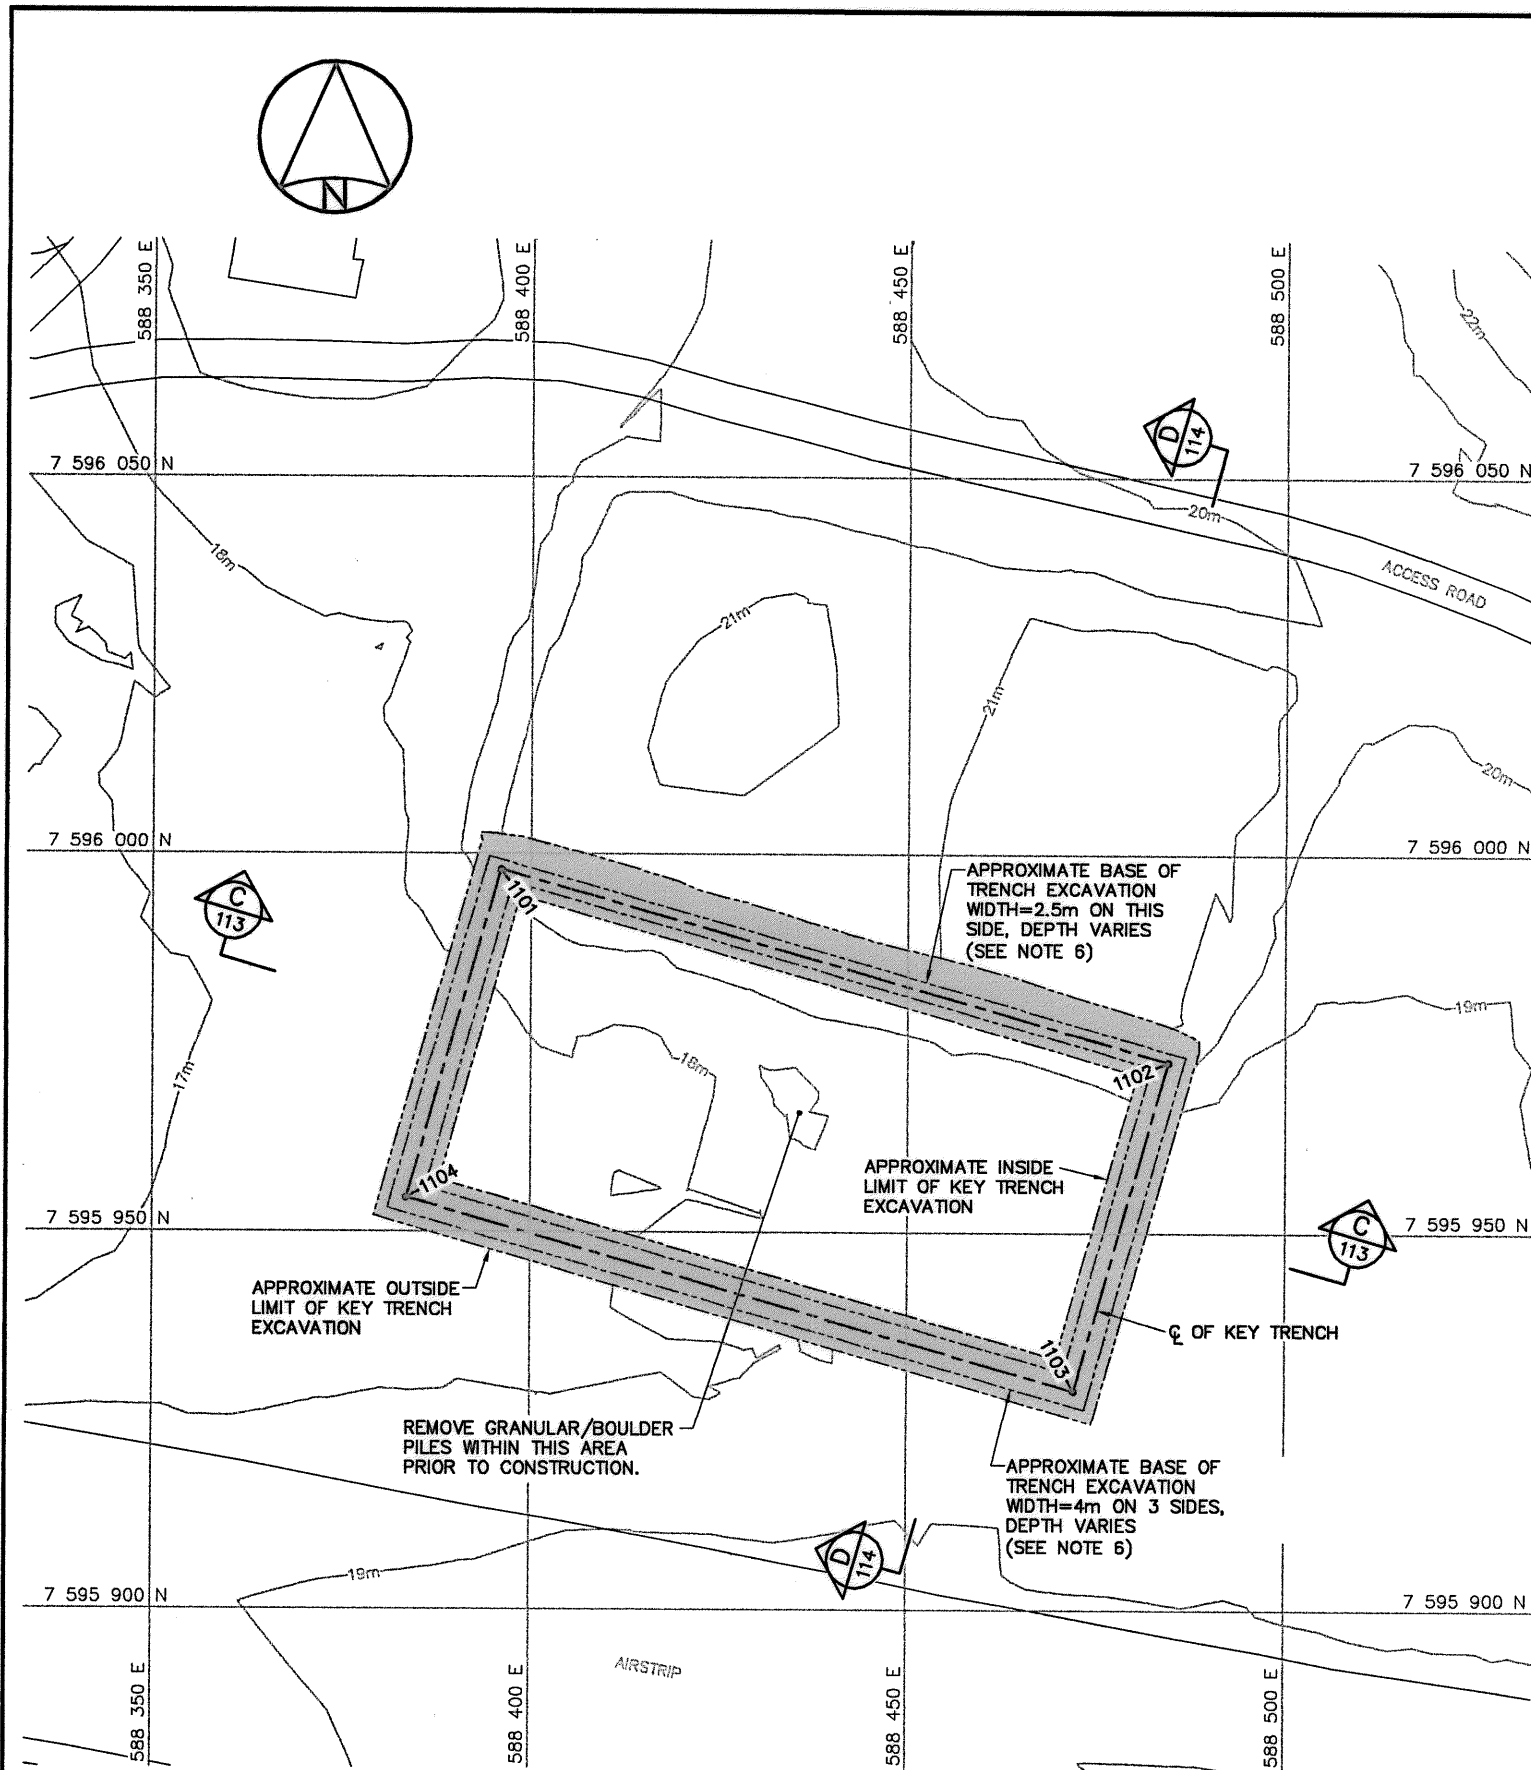 N
588 350 E
588 400 E
588 450 E
588 500 E
22m
D
114
7 596 050 N
7 596 050 N
20m
18m
ACCESS ROAD
21m
21m
20m
7 596 000 N
7 596 000 N
C
113
1101
APPROXIMATE BASE OF
TRENCH EXCAVATION
WIDTH=2.5m ON THIS
SIDE, DEPTH VARIES
(SEE NOTE 6)
19m
17m
18m
1102
1104
APPROXIMATE INSIDE
LIMIT OF KEY TRENCH
EXCAVATION
7 595 950 N
7 595 950 N
C
113
APPROXIMATE OUTSIDE
LIMIT OF KEY TRENCH
EXCAVATION
℄ OF KEY TRENCH
1103
REMOVE GRANULAR/BOULDER
PILES WITHIN THIS AREA
PRIOR TO CONSTRUCTION.
APPROXIMATE BASE OF
TRENCH EXCAVATION
WIDTH=4m ON 3 SIDES,
DEPTH VARIES
(SEE NOTE 6)
D
114
19m
7 595 900 N
7 595 900 N
AIRSTRIP
588 350 E
588 400 E
588 450 E
588 500 E